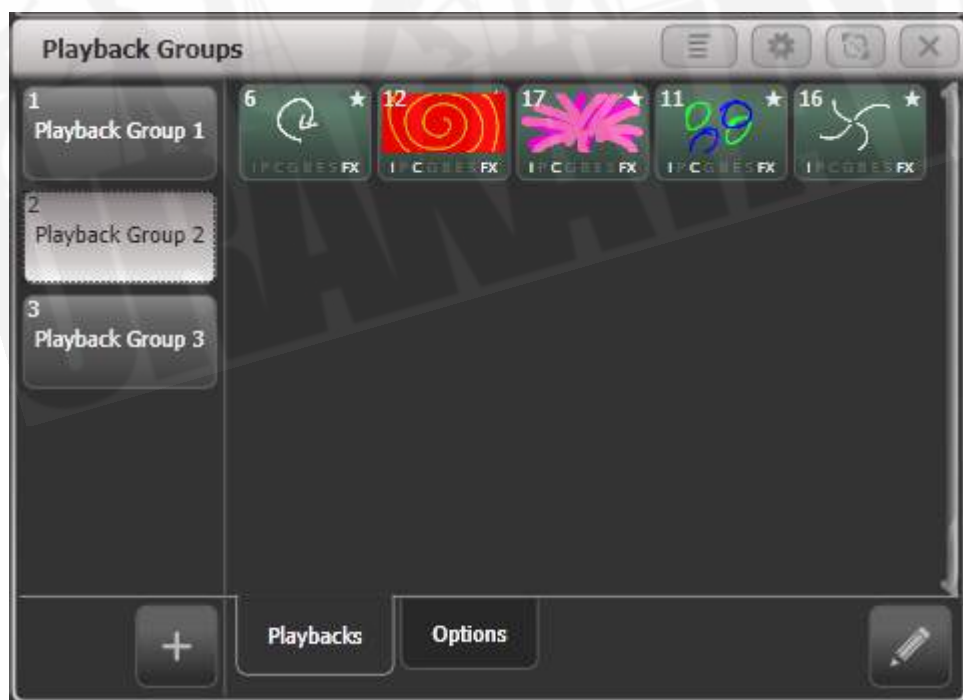 Playback Groups
1
Playback Group 1
2
Playback Group 2
3
Playback Group 3
6
IPCGBESFX
12
I C FX
17
I C FX
11
I C FX
16
I FX
Playbacks
Options